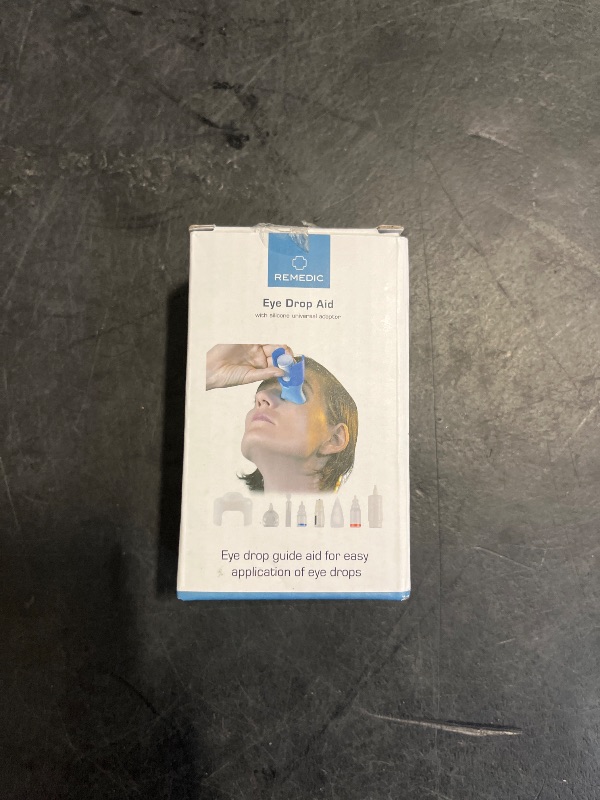 REMEDIC
Eye Drop Aid
with silicone universal adaptor
Eye drop guide aid for easy
application of eye drops